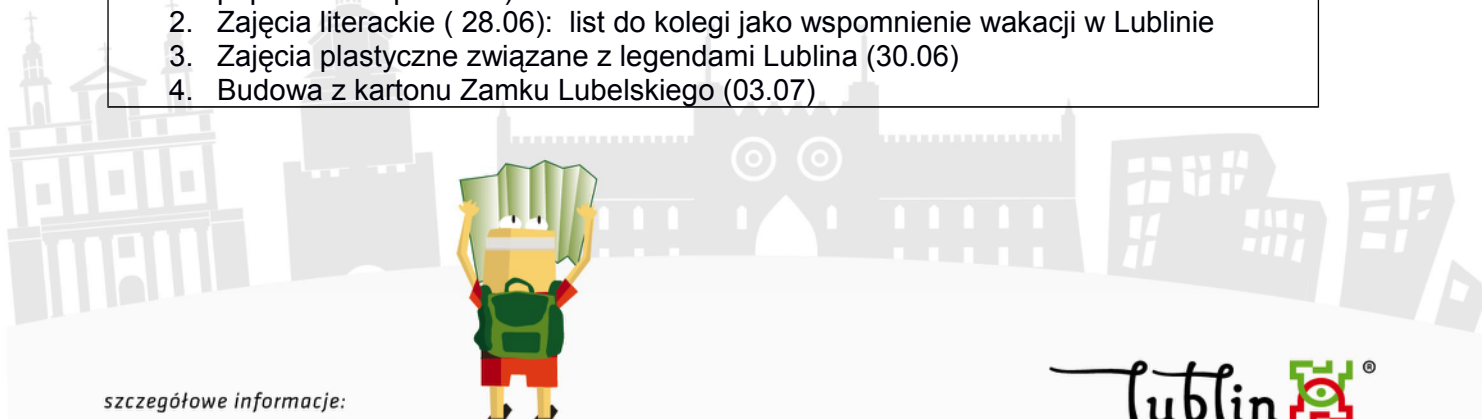 2. Zajęcia literackie ( 28.06): list do kolegi jako wspomnienie wakacji w Lublinie
3. Zajęcia plastyczne związane z legendami Lublina (30.06)
4. Budowa z kartonu Zamku Lubelskiego (03.07)
szczegółowe informacje:
lublin ®